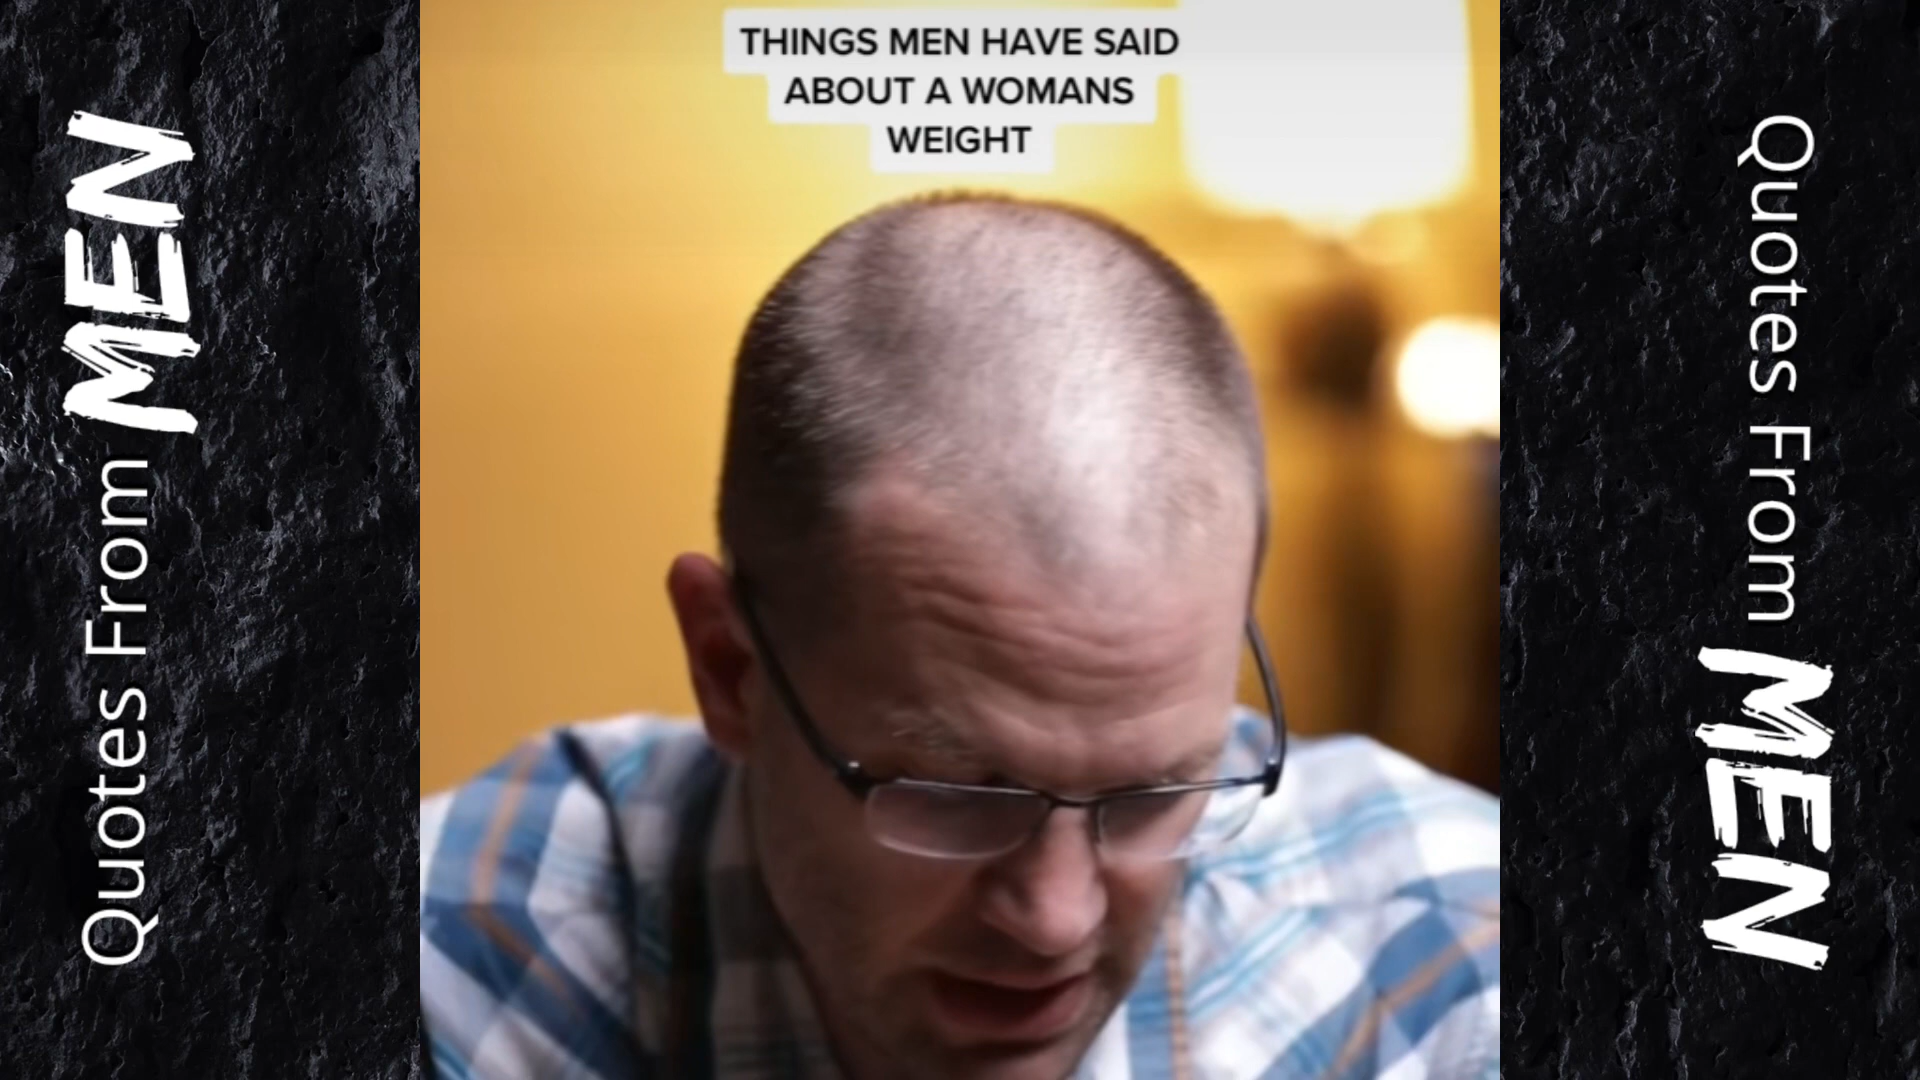 THINGS MEN HAVE SAID
ABOUT A WOMANS
WEIGHT
Quotes From MEN
Quotes From MEN